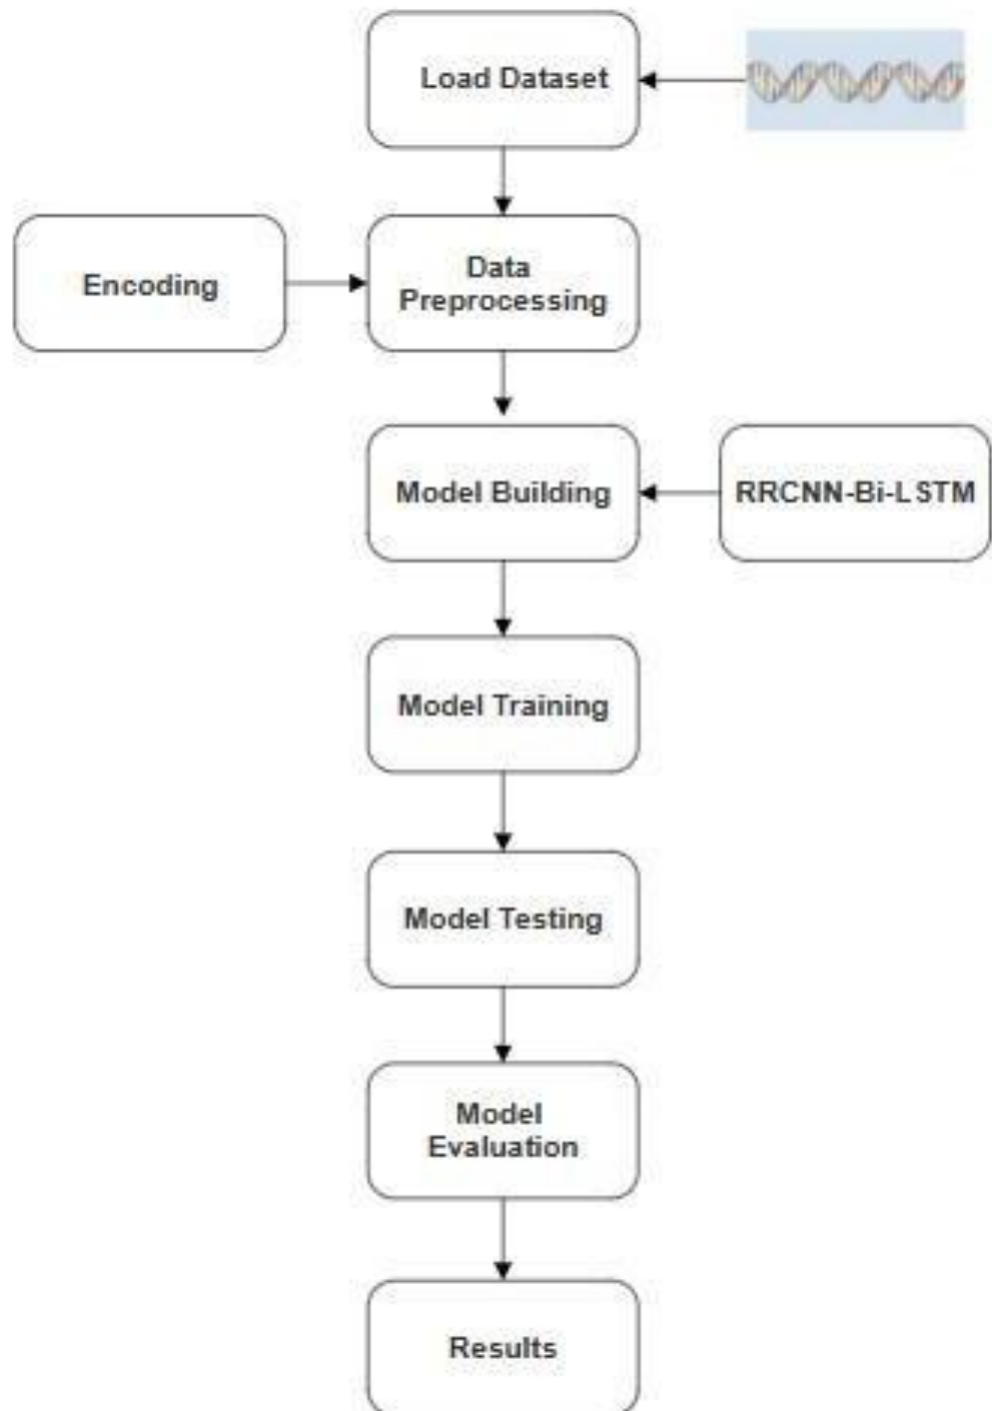 Load Dataset
Encoding
Data
Preprocessing
Model Building
RRCNN-Bi-LSTM
Model Training
Model Testing
Model
Evaluation
Results